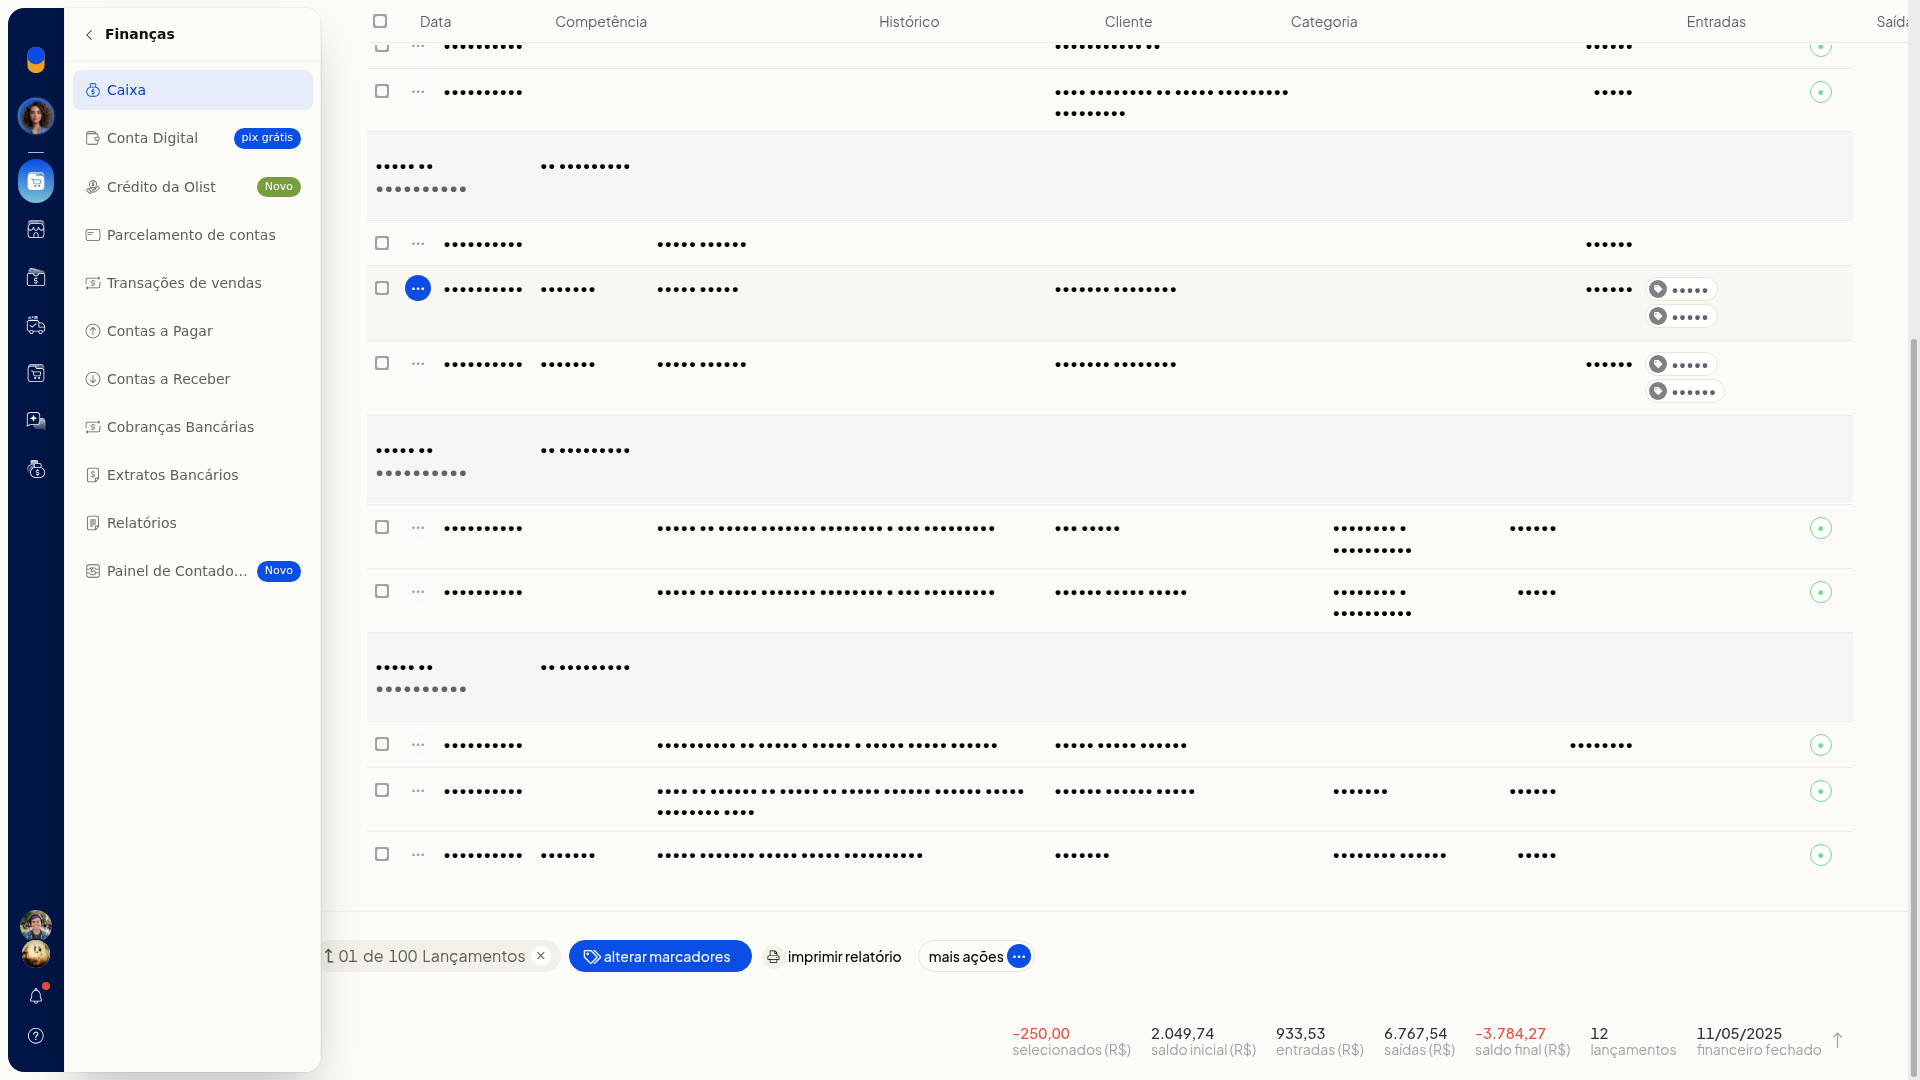 Finanças
Caixa
Conta Digital
pix grátis
Crédito da Olist
Novo
Parcelamento de contas
Transações de vendas
Contas a Pagar
Contas a Receber
Cobranças Bancárias
Extratos Bancários
Relatórios
Painel de Contado...
Novo
Data Competência Histórico Cliente Categoria Entradas
01 de 100 Lançamentos
alterar marcadores
imprimir relatório
mais ações
-250,00
selecionados (R$)
2.049,74
saldo inicial (R$)
933,53
entradas (R$)
6.767,54
saídas (R$)
-3.784,27
saldo final (R$)
12
lançamentos
11/05/2025
financeiro fechado